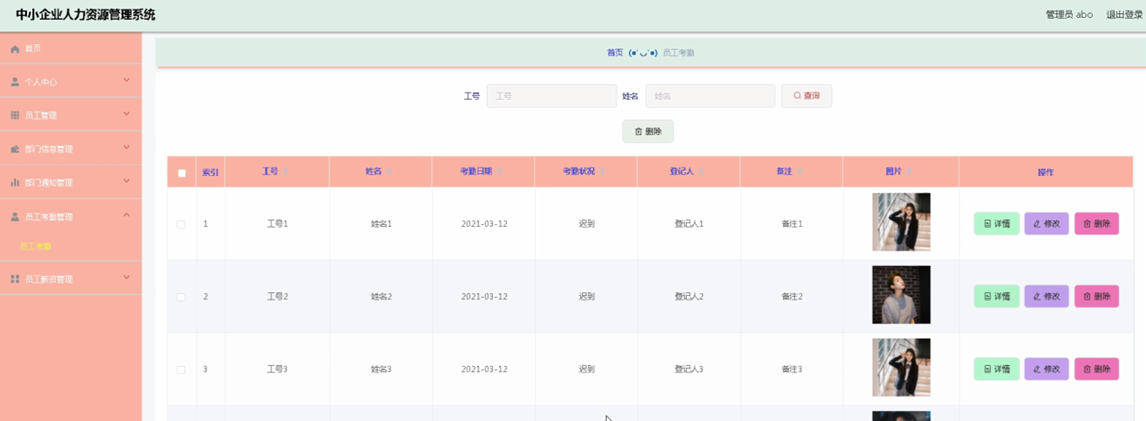 中小企业人力资源管理系统
管理员 abo 退出登录
首页
个人中心
员工管理
部门信息管理
部门通知管理
员工考勤管理
员工考勤
员工薪资管理
首页 (●'◡'●) 员工考勤
工号 工号 姓名 姓名 查询
删除
索引 工号 姓名 考勤日期 考勤状况 登记人 备注 图片 操作
1 工号1 姓名1 2021-03-12 迟到 登记人1 备注1 详情 修改 删除
2 工号2 姓名2 2021-03-12 迟到 登记人2 备注2 详情 修改 删除
3 工号3 姓名3 2021-03-12 迟到 登记人3 备注3 详情 修改 删除